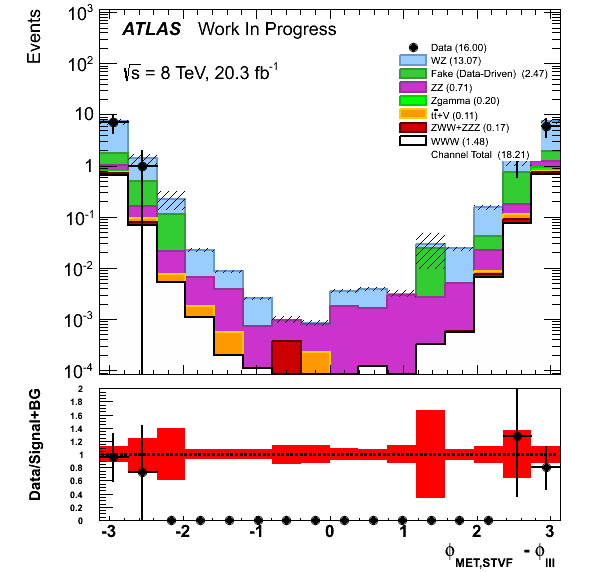 Events
10³
10²
10
1
10⁻¹
10⁻²
10⁻³
10⁻⁴
ATLAS Work In Progress
√s = 8 TeV, 20.3 fb⁻¹
Data (16.00)
WZ (13.07)
Fake (Data-Driven) (2.47)
ZZ (0.71)
Zgamma (0.20)
tt̄+V (0.11)
ZWW+ZZZ (0.17)
WWW (1.48)
Channel Total (18.21)
Data/Signal+BG
2
1.8
1.6
1.4
1.2
1
0.8
0.6
0.4
0.2
0
-3 -2 -1 0 1 2 3
ϕMET,STVF - ϕlll